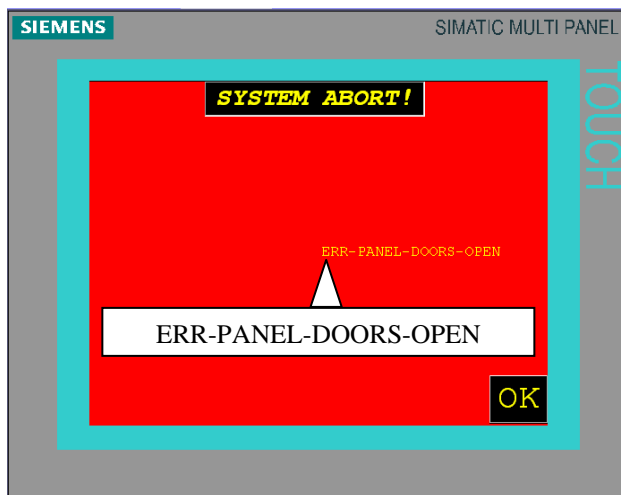 SIEMENS
SIMATIC MULTI PANEL
TOUCH
SYSTEM ABORT!
ERR-PANEL-DOORS-OPEN
ERR-PANEL-DOORS-OPEN
OK